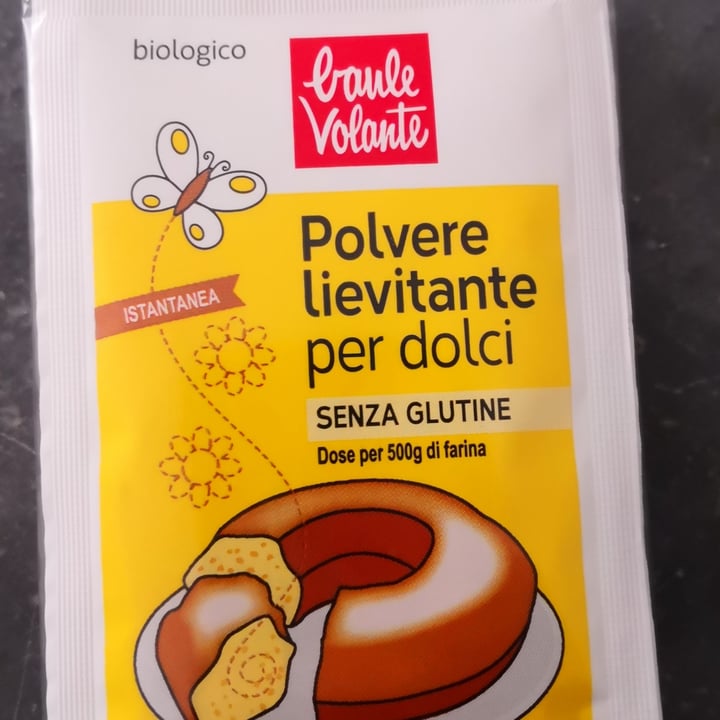 biologico
baule
Volante
Polvere
lievitante
per dolci
ISTANTANEA
SENZA GLUTINE
Dose per 500g di farina